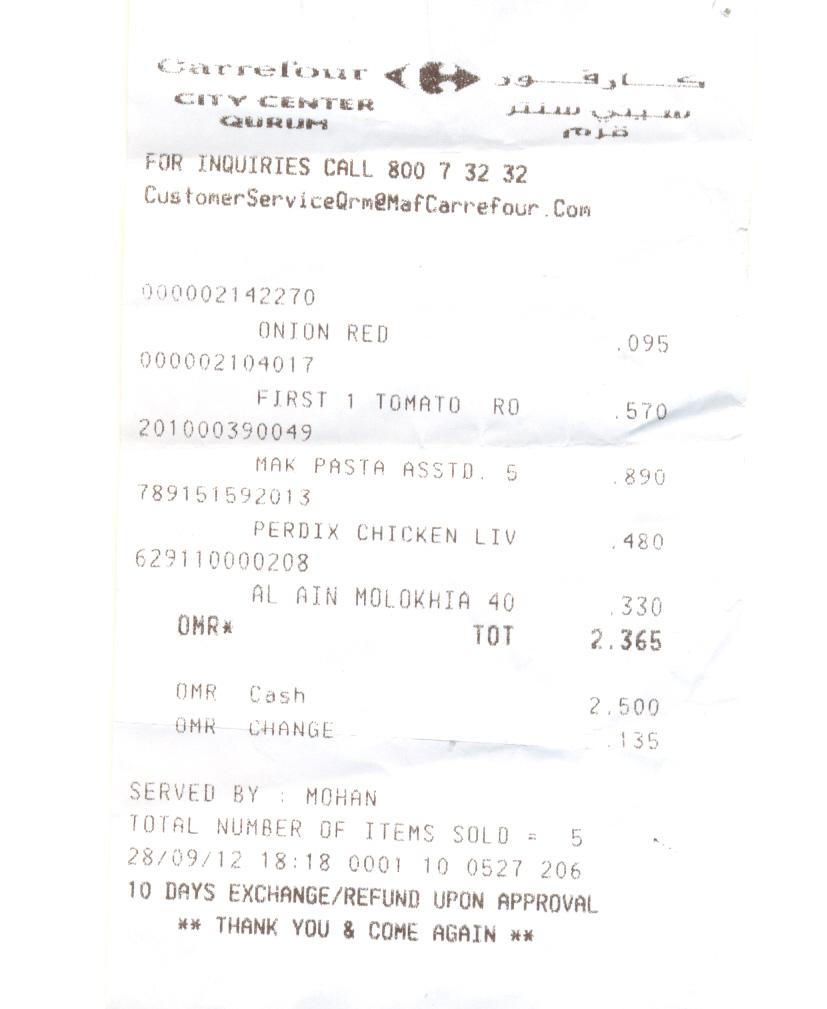 Carrefour كارفور
CITY CENTER سيتي سنتر
QURUM قرم
FOR INQUIRIES CALL 800 7 32 32
CustomerServiceQrm@MafCarrefour.Com
000002142270
ONION RED .095
000002104017
FIRST 1 TOMATO RO .570
201000390049
MAK PASTA ASSTD. 5 .890
789151592013
PERDIX CHICKEN LIV .480
629110000208
AL AIN MOLOKHIA 40 .330
OMR* TOT 2.365
OMR Cash 2.500
OMR CHANGE .135
SERVED BY : MOHAN
TOTAL NUMBER OF ITEMS SOLD = 5
28/09/12 18:18 0001 10 0527 206
10 DAYS EXCHANGE/REFUND UPON APPROVAL
** THANK YOU & COME AGAIN **